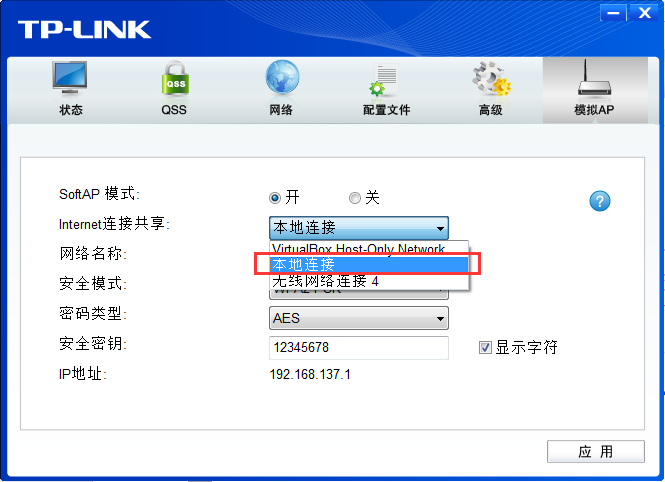 TP-LINK
状态
QSS
QSS
网络
配置文件
高级
模拟AP
SoftAP 模式:
开
关
?
Internet连接共享:
本地连接
VirtualBox Host-Only Network
网络名称:
本地连接
安全模式:
无线网络连接 4
密码类型:
AES
安全密钥:
12345678
显示字符
IP地址:
192.168.137.1
应 用